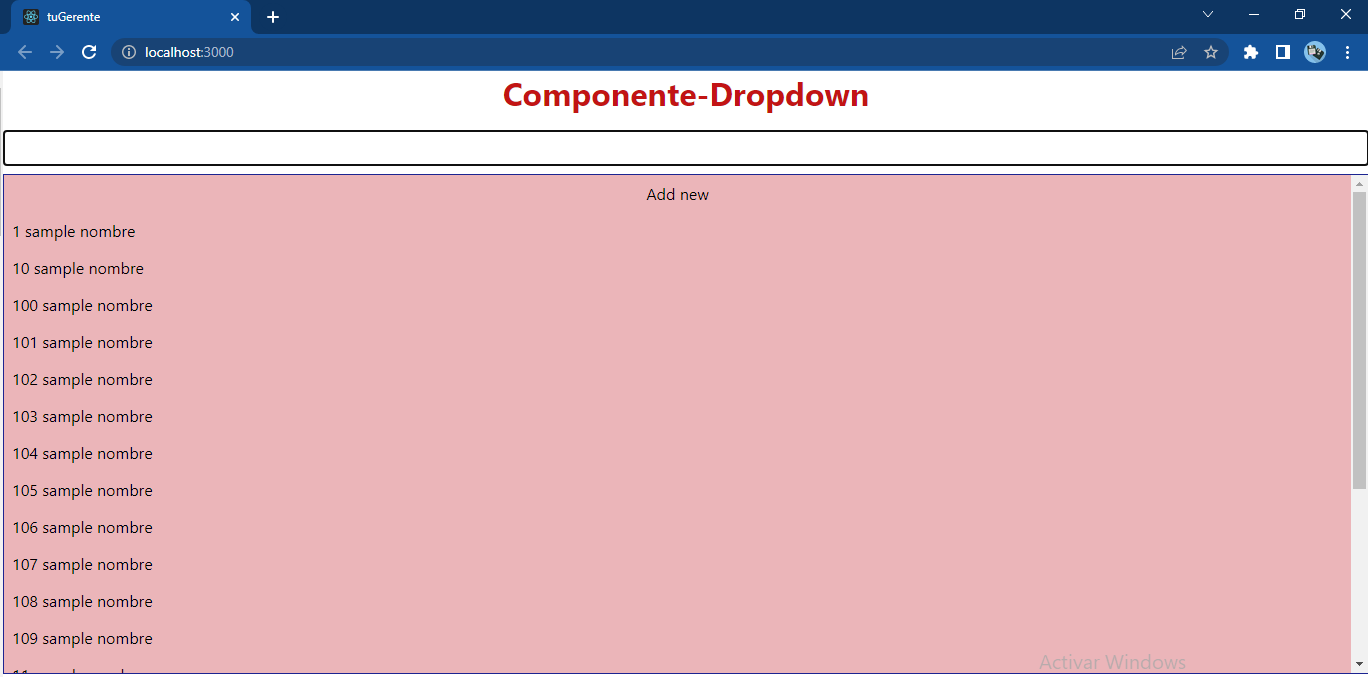 tuGerente
localhost:3000
Componente-Dropdown
Add new
1 sample nombre
10 sample nombre
100 sample nombre
101 sample nombre
102 sample nombre
103 sample nombre
104 sample nombre
105 sample nombre
106 sample nombre
107 sample nombre
108 sample nombre
109 sample nombre
Activar Windows